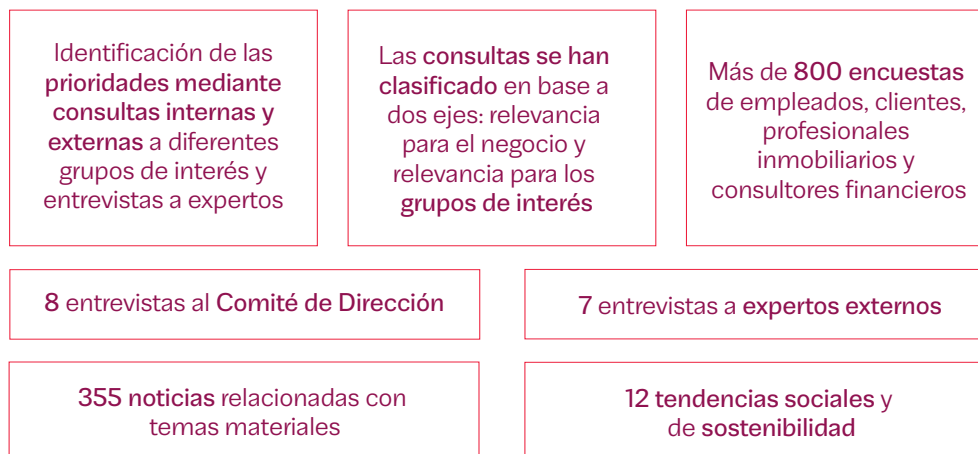 Identificación de las
prioridades mediante
consultas internas y
externas a diferentes
grupos de interés y
entrevistas a expertos
Las consultas se han
clasificado en base a
dos ejes: relevancia
para el negocio y
relevancia para los
grupos de interés
Más de 800 encuestas
de empleados, clientes,
profesionales
inmobiliarios y
consultores financieros
8 entrevistas al Comité de Dirección
7 entrevistas a expertos externos
355 noticias relacionadas con
temas materiales
12 tendencias sociales y
de sostenibilidad